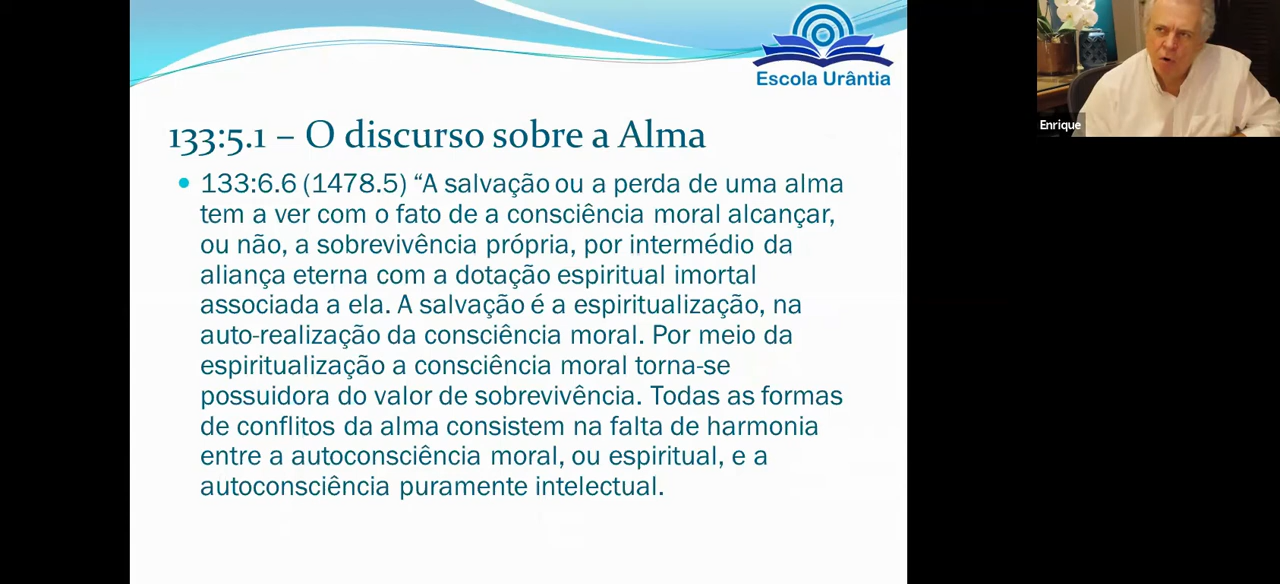 Escola Urântia
Enrique
133:5.1 – O discurso sobre a Alma
• 133:6.6 (1478.5) “A salvação ou a perda de uma alma
tem a ver com o fato de a consciência moral alcançar,
ou não, a sobrevivência própria, por intermédio da
aliança eterna com a dotação espiritual imortal
associada a ela. A salvação é a espiritualização, na
auto-realização da consciência moral. Por meio da
espiritualização a consciência moral torna-se
possuidora do valor de sobrevivência. Todas as formas
de conflitos da alma consistem na falta de harmonia
entre a autoconsciência moral, ou espiritual, e a
autoconsciência puramente intelectual.